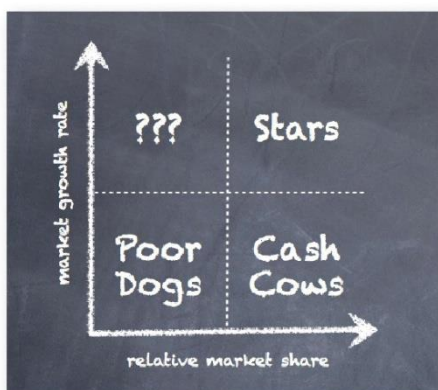 market growth rate
???
Stars
Poor
Dogs
Cash
Cows
relative market share